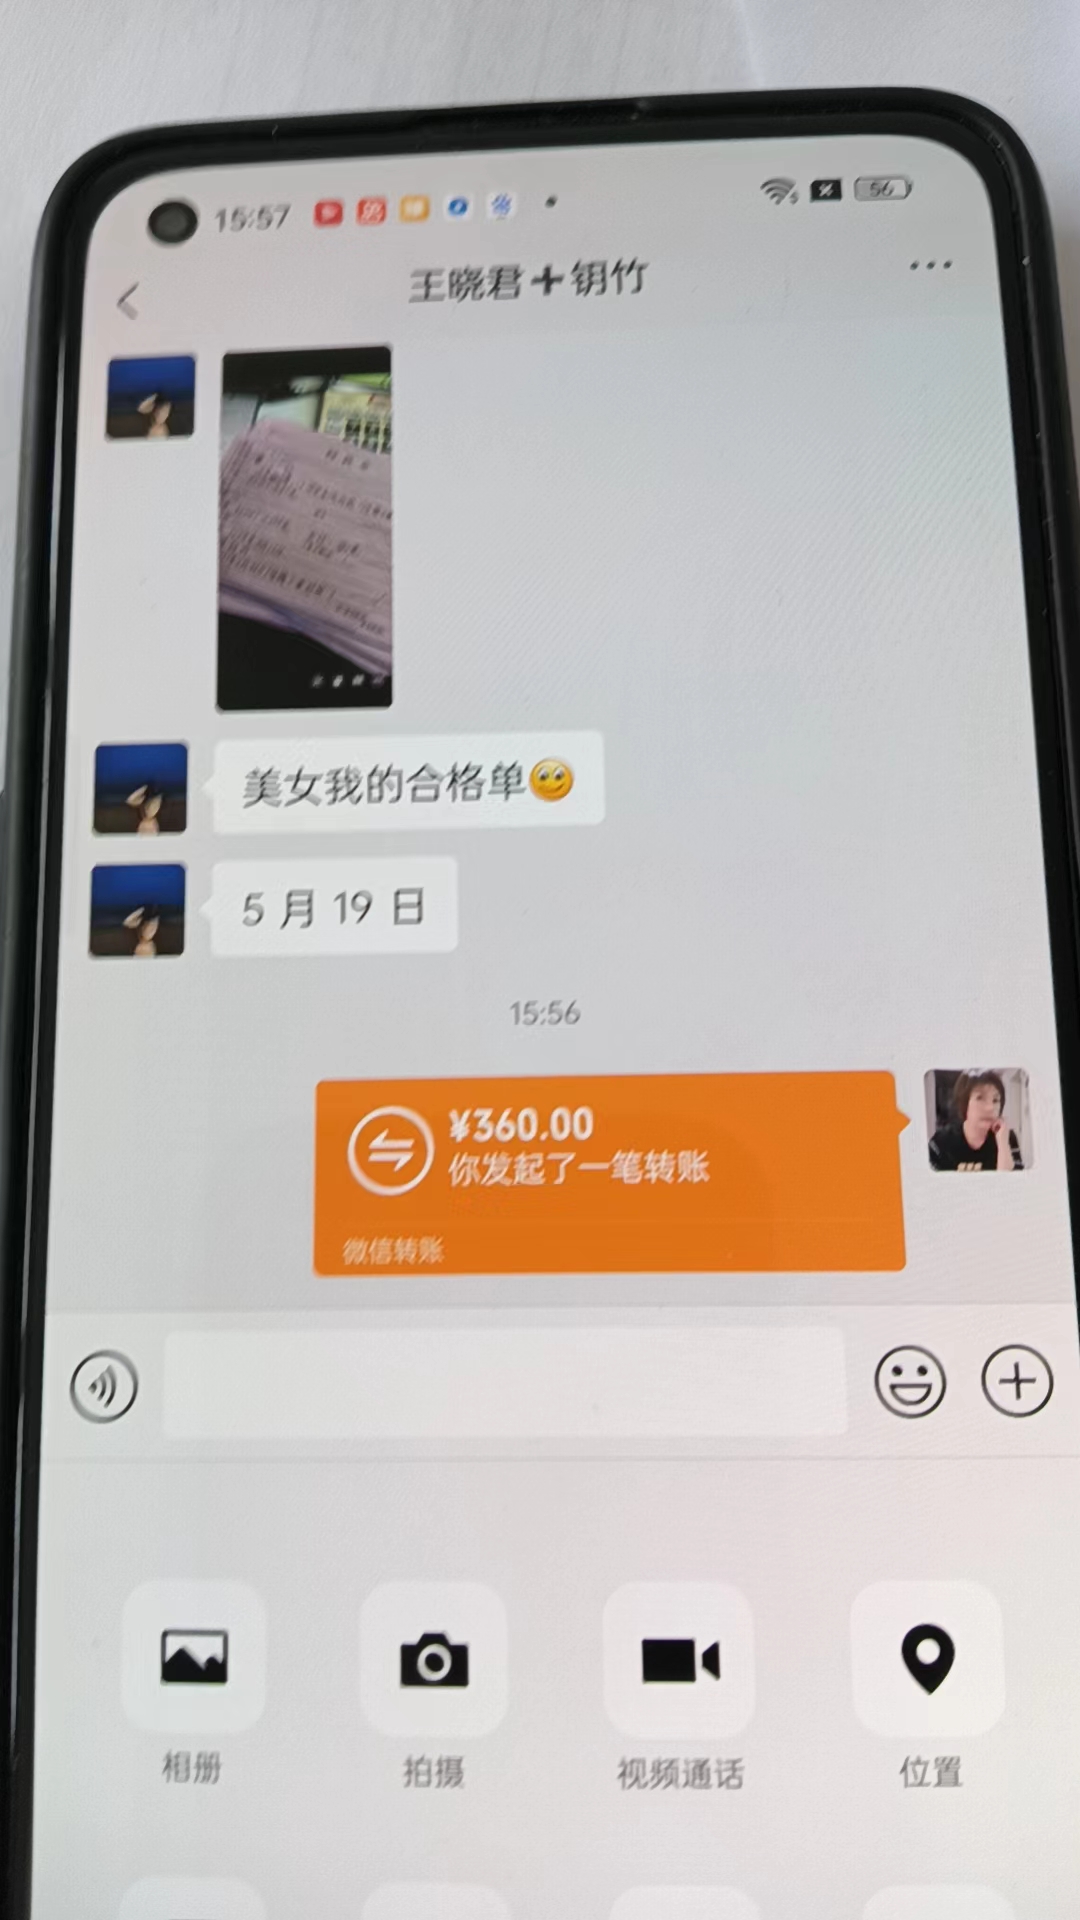 15:57
56
王晓君+钥竹
美女我的合格单
5月19日
15:56
¥360.00
你发起了一笔转账
微信转账
相册
拍摄
视频通话
位置